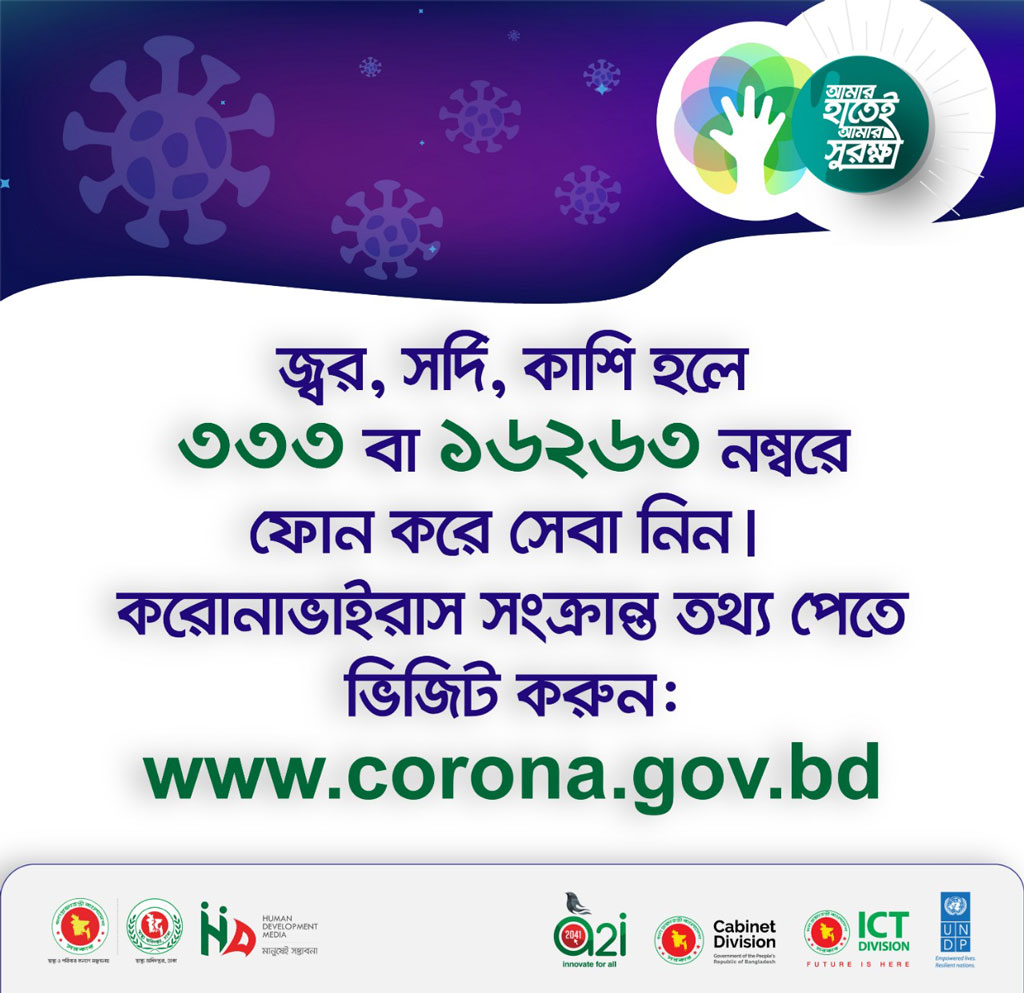 আমার
হাতেই
আমার
সুরক্ষা
জ্বর, সর্দি, কাশি হলে
৩৩৩ বা ১৬২৬৩ নম্বরে
ফোন করে সেবা নিন।
করোনাভাইরাস সংক্রান্ত তথ্য পেতে
ভিজিট করুন:
www.corona.gov.bd
স্বাস্থ্য ও পরিবার কল্যাণ মন্ত্রণালয়
স্বাস্থ্য অধিদপ্তর, ঢাকা
HUMAN
DEVELOPMENT
MEDIA
মানুষেই সম্ভাবনা
2041
a2i
innovate for all
Cabinet
Division
Government of the People's
Republic of Bangladesh
ICT
DIVISION
FUTURE IS HERE
UN
DP
Empowered lives.
Resilient nations.